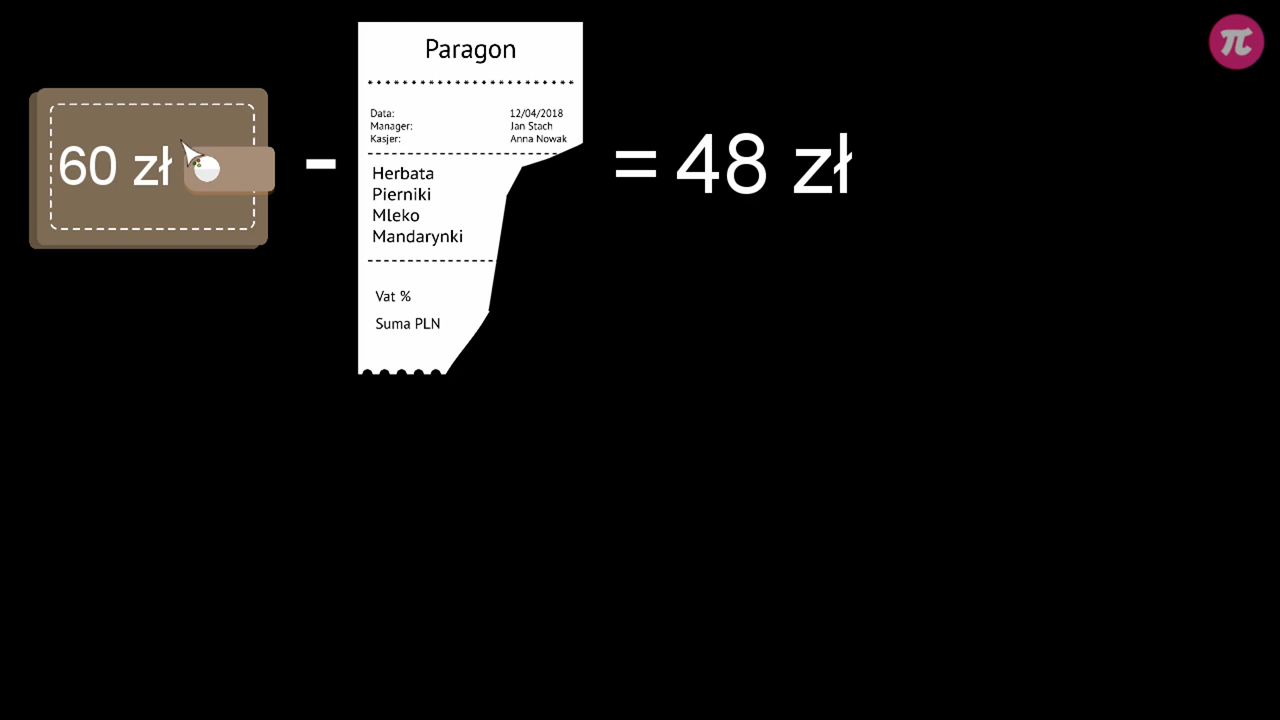 Paragon
Data: 12/04/2018
Manager: Jan Stach
Kasjer: Anna Nowak
60 zł - = 48 zł
Herbata
Pierniki
Mleko
Mandarynki
Vat %
Suma PLN
π